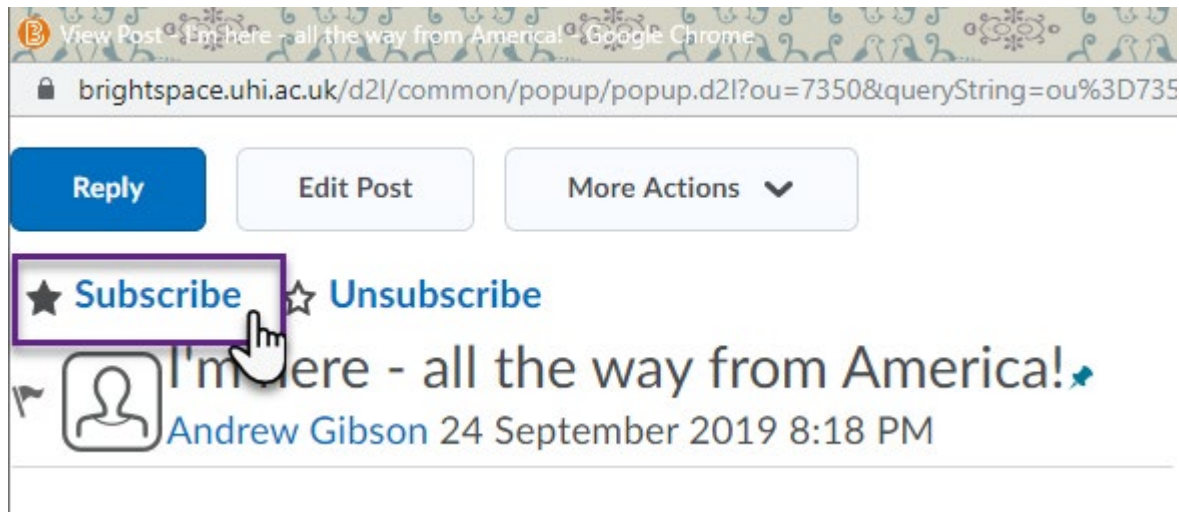 View Post - I'm here - all the way from America! - Google Chrome
brightspace.uhi.ac.uk/d2l/common/popup/popup.d2l?ou=7350&queryString=ou%3D735
Reply Edit Post More Actions
Subscribe Unsubscribe
I'm here - all the way from America!
Andrew Gibson 24 September 2019 8:18 PM